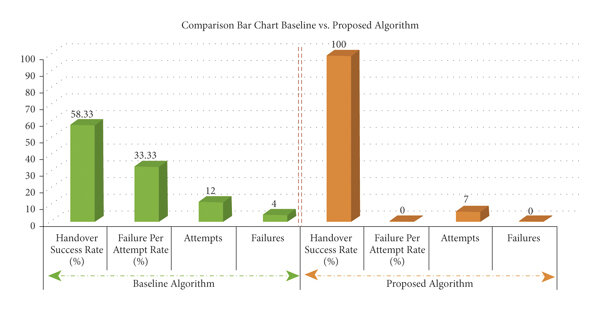 Comparison Bar Chart Baseline vs. Proposed Algorithm
100
90
80
70
60
50
40
30
20
10
0
58.33
33.33
12
4
100
0
7
0
Handover
Success Rate
(%)
Failure Per
Attempt Rate
(%)
Attempts
Failures
Handover
Success Rate
(%)
Failure Per
Attempt Rate
(%)
Attempts
Failures
Baseline Algorithm
Proposed Algorithm